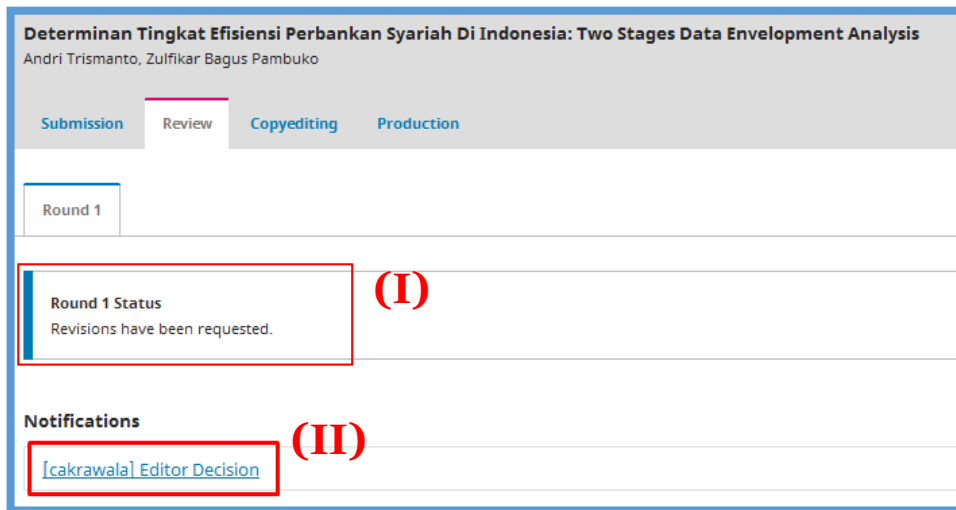 Determinan Tingkat Efisiensi Perbankan Syariah Di Indonesia: Two Stages Data Envelopment Analysis
Andri Trismanto, Zulfikar Bagus Pambuko
Submission Review Copyediting Production
Round 1
(I)
Round 1 Status
Revisions have been requested.
Notifications
(II)
[cakrawala] Editor Decision